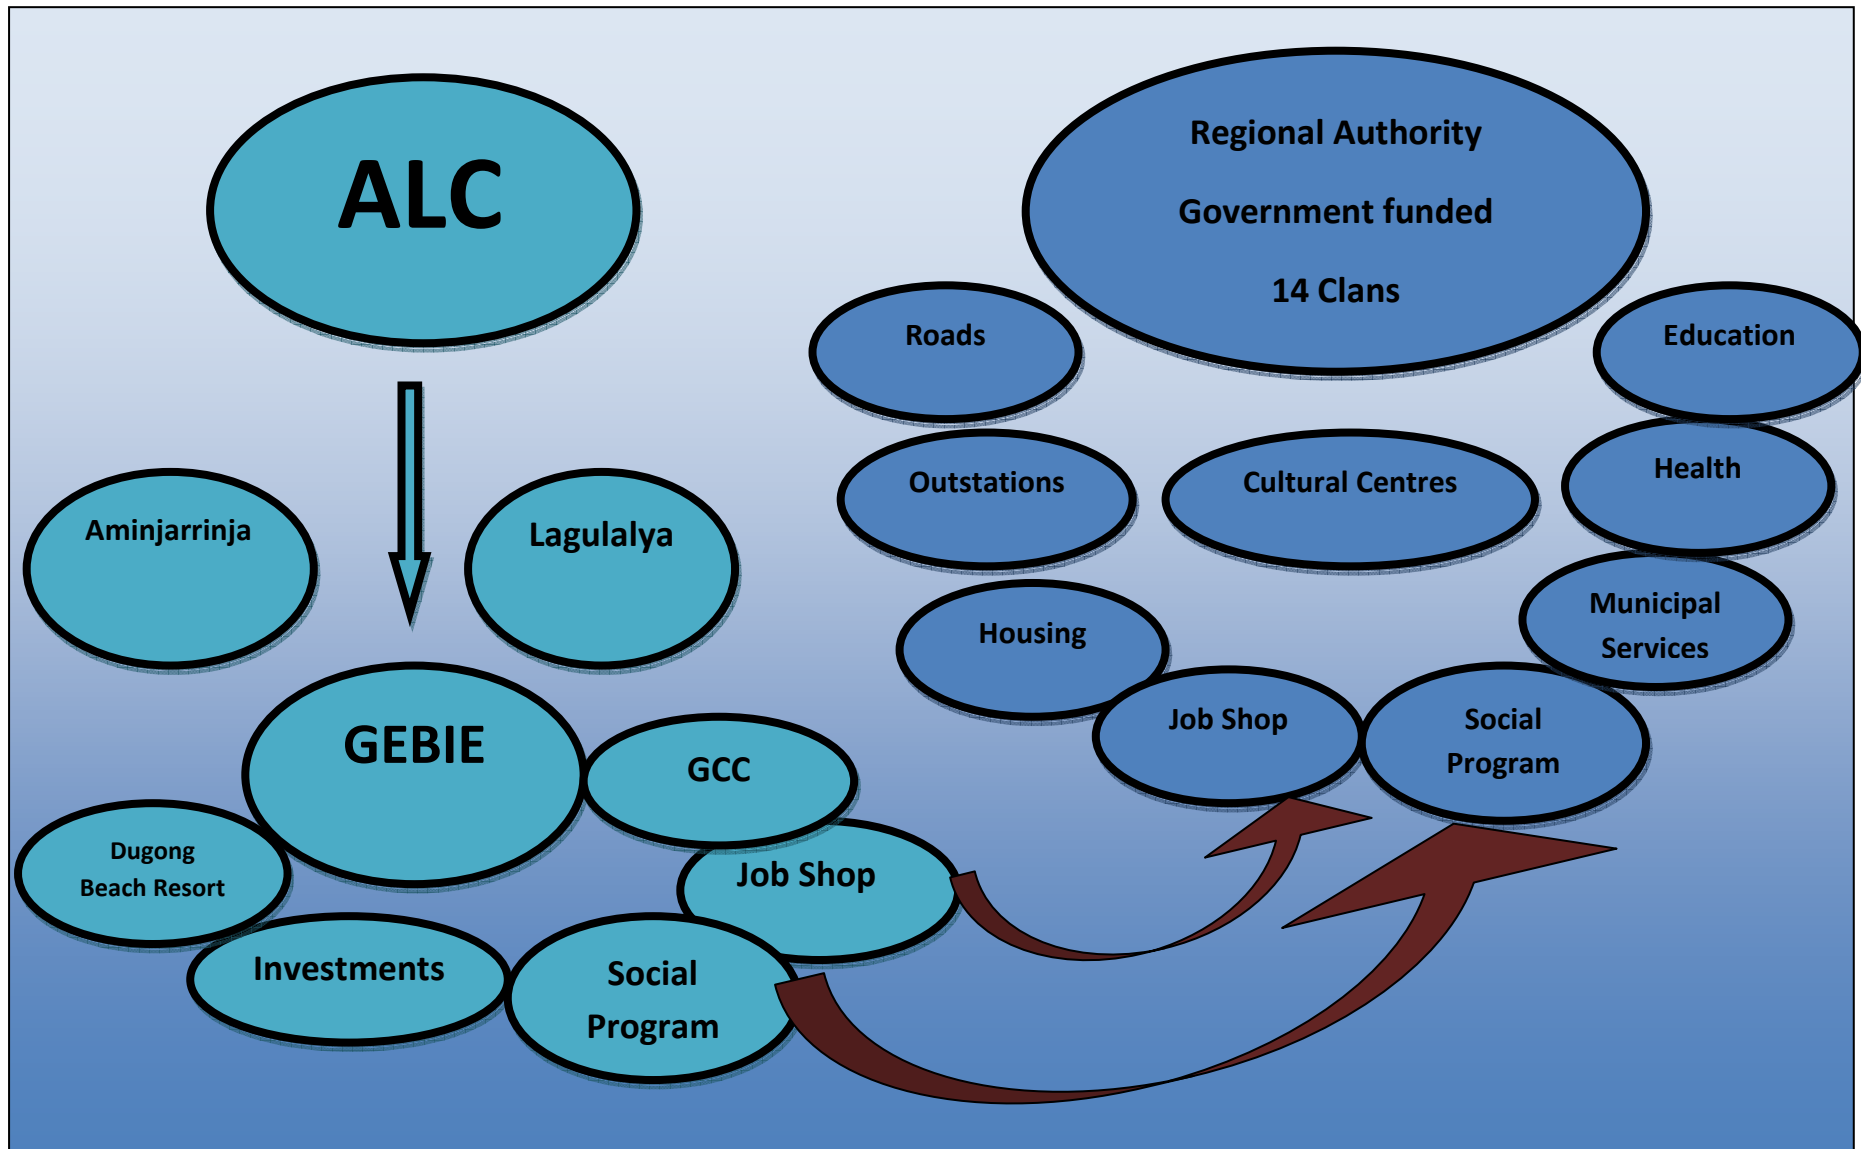 ALC
Regional Authority
Government funded
14 Clans
Roads
Education
Outstations
Cultural Centres
Health
Aminjarrinja
Lagulalya
Housing
Municipal
Services
GEBIE
GCC
Job Shop
Social
Program
Dugong
Beach Resort
Job Shop
Investments
Social
Program